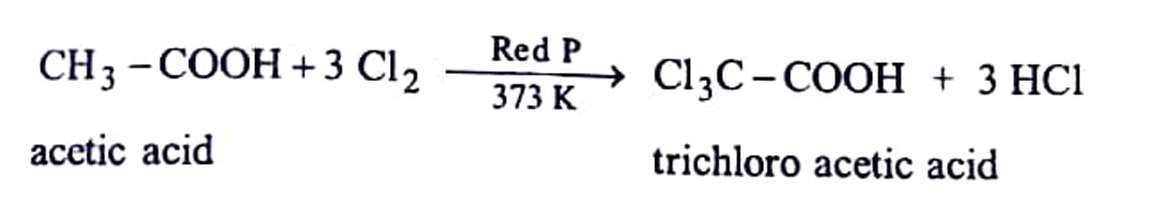 CH₃ – COOH + 3 Cl₂ —Red P / 373 K→ Cl₃C – COOH + 3 HCl
acetic acid trichloro acetic acid